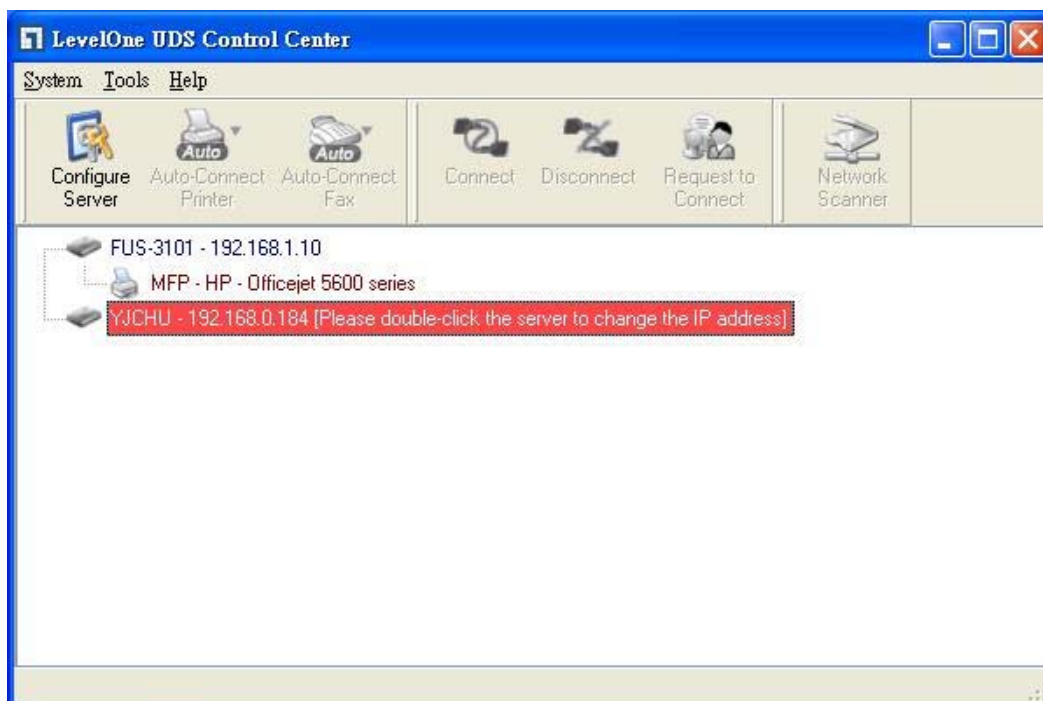 LevelOne UDS Control Center
System Tools Help
Configure Server
Auto-Connect Printer
Auto-Connect Fax
Connect
Disconnect
Request to Connect
Network Scanner
Auto
Auto
FUS-3101 - 192.168.1.10
MFP - HP - Officejet 5600 series
YJCHU - 192.168.0.184 [Please double-click the server to change the IP address]